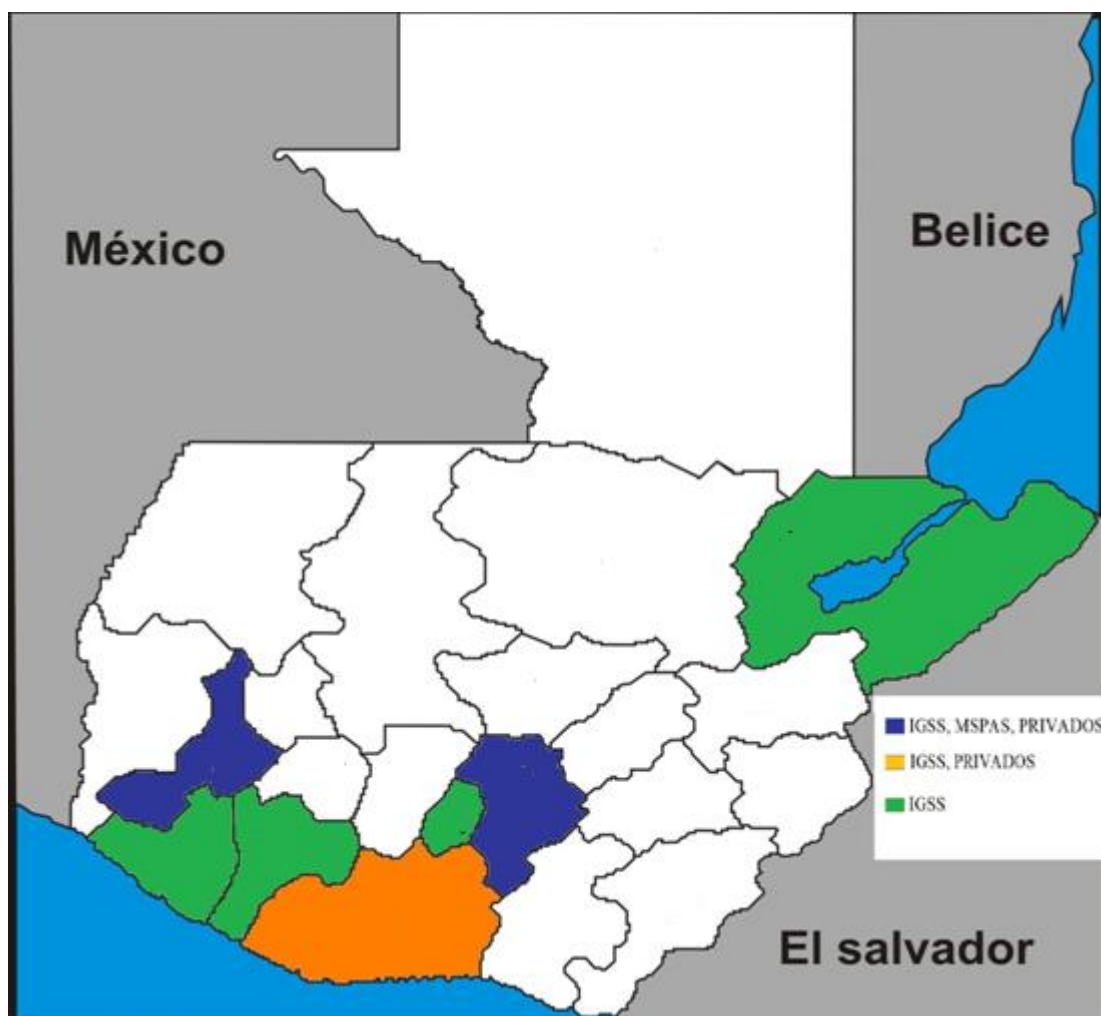 México
Belice
IGSS, MSPAS, PRIVADOS
IGSS, PRIVADOS
IGSS
El salvador